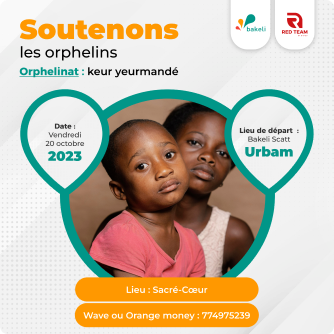 Soutenons
les orphelins
Orphelinat : keur yeurmandé
bakeli
RED TEAM
Date :
Vendredi
20 octobre
2023
Lieu de départ :
Bakeli Scatt
Urbam
Lieu : Sacré-Cœur
Wave ou Orange money : 774975239